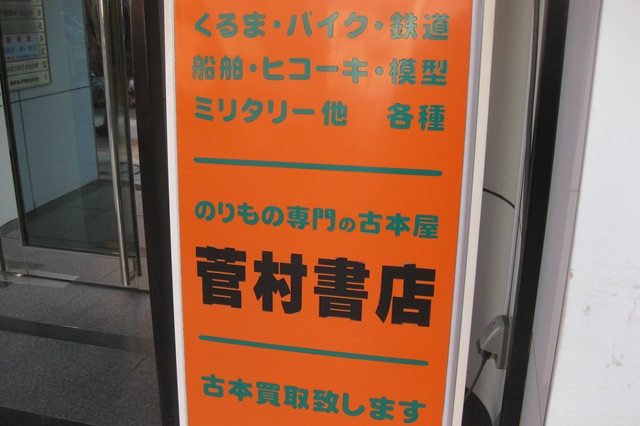 くるま・バイク・鉄道
船舶・ヒコーキ・模型
ミリタリー他　各種
のりもの専門の古本屋
菅村書店
古本買取致します